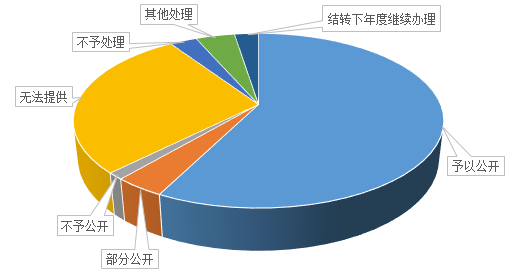 其他处理
结转下年度继续办理
不予处理
无法提供
予以公开
不予公开
部分公开